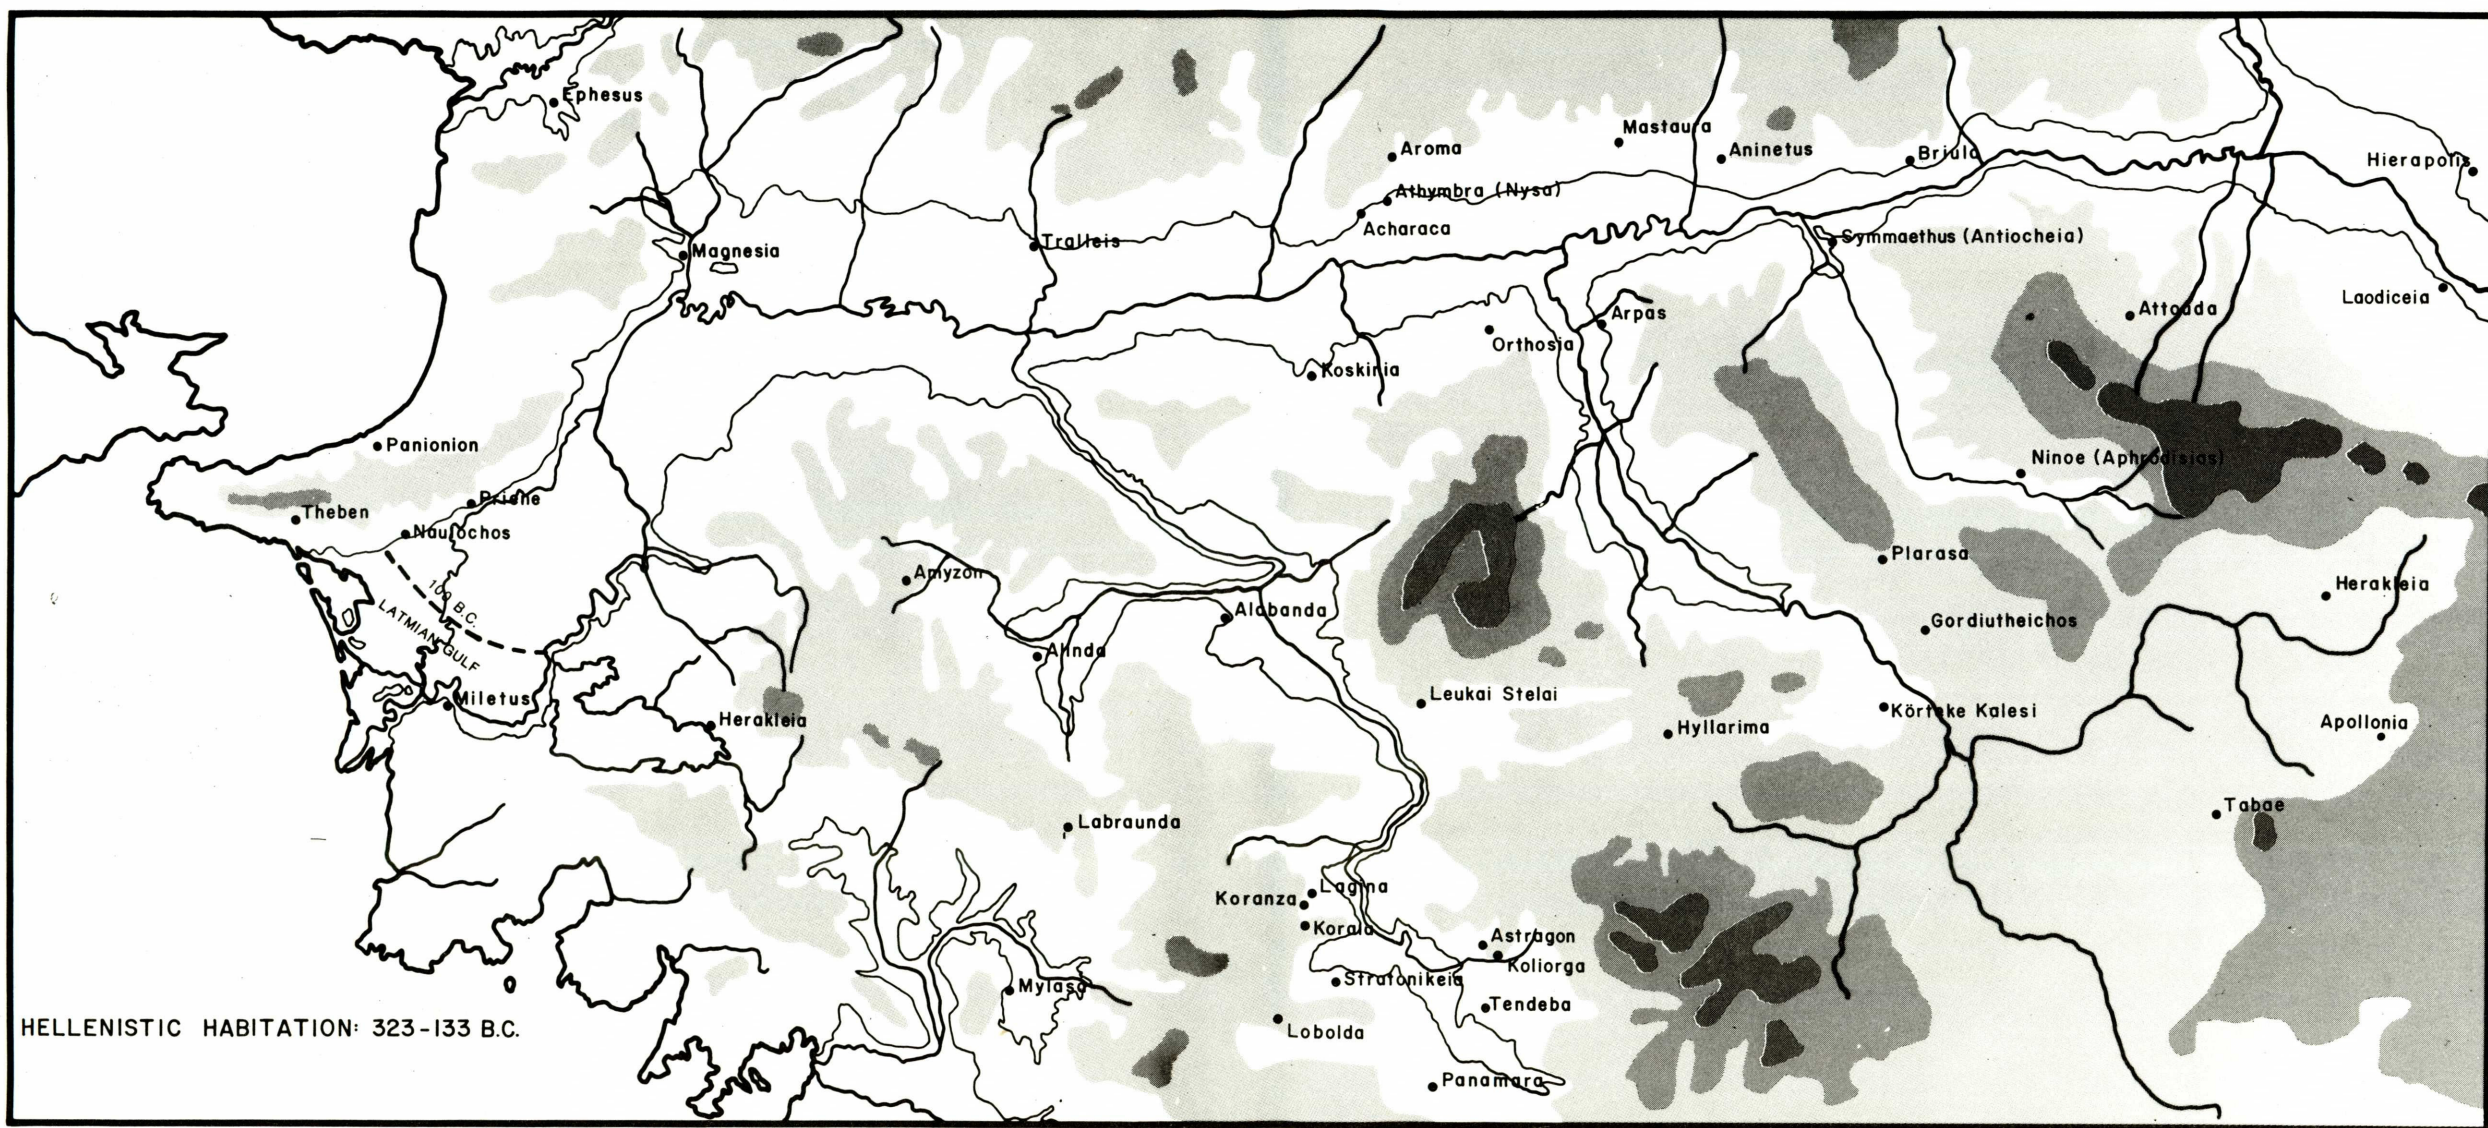 Ephesus
Mastaura
Aroma
Aninetus
Briula
Hierapolis
Athymbra (Nysa)
Acharaca
Symmaethus (Antiocheia)
Tralleis
Magnesia
Laodiceia
Attouda
Arpas
Orthosia
Koskinia
Panionion
Ninoe (Aphrodisias)
Priene
Theben
Naulochos
Plarasa
Amyzon
100 B.C.
Herakleia
LATMIAN GULF
Alabanda
Gordiutheichos
Alinda
Leukai Stelai
Miletus
Körteke Kalesi
Herakleia
Hyllarima
Apollonia
Tabae
Labraunda
Lagina
Koranza
Koraia
Astragon
Koliorga
Stratonikeia
Mylasa
Tendeba
HELLENISTIC HABITATION: 323-133 B.C.
Lobolda
Panamara